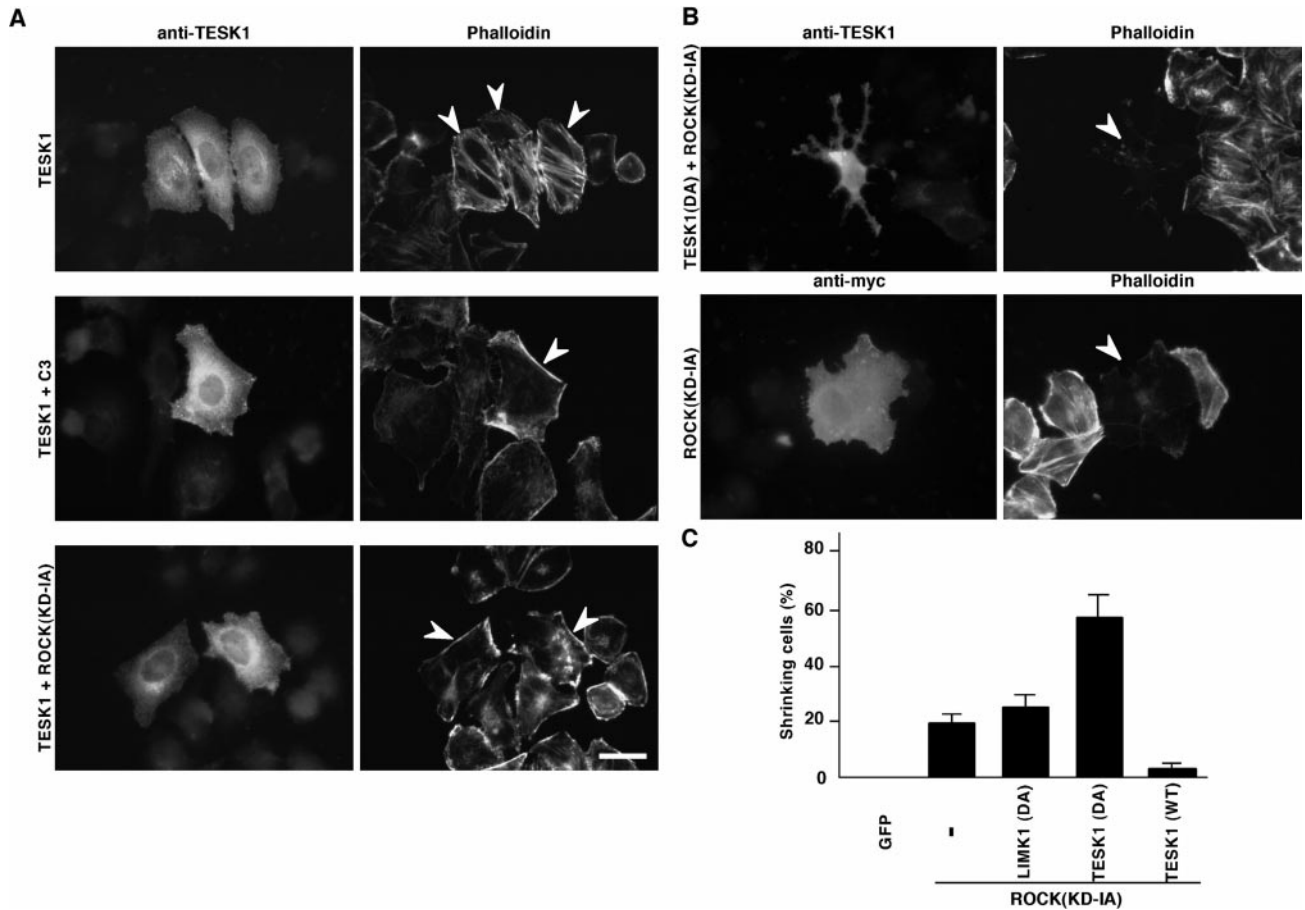 A
anti-TESK1
Phalloidin
TESK1
TESK1 + C3
TESK1 + ROCK(KD-IA)
B
anti-TESK1
Phalloidin
TESK1(DA) + ROCK(KD-IA)
anti-myc
Phalloidin
ROCK(KD-IA)
C
Shrinking cells (%)
80
60
40
20
0
GFP
-
LIMK1 (DA)
TESK1 (DA)
TESK1 (WT)
ROCK(KD-IA)